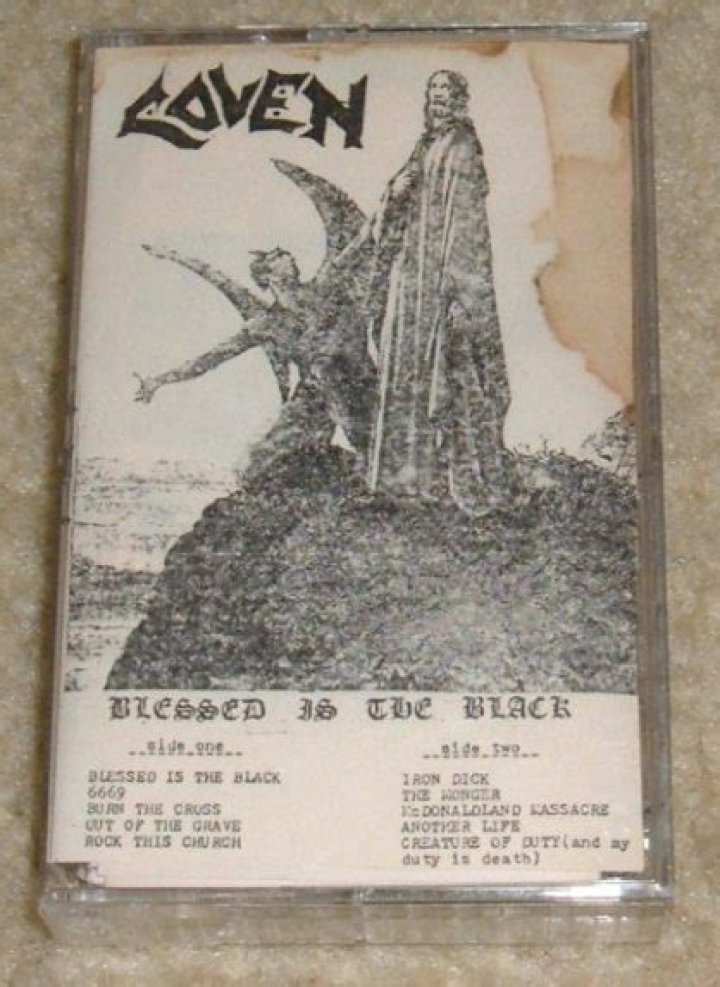 COVEN
BLESSED IS THE BLACK
side one
BLESSED IS THE BLACK
6669
BURN THE CROSS
OUT OF THE GRAVE
ROCK THIS CHURCH
side two
IRON DICK
THE MONGER
McDONALDLAND MASSACRE
ANOTHER LIFE
CREATURE OF DUTY(and my
duty is death)